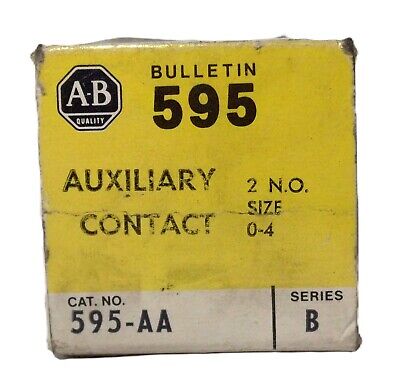 A-B
QUALITY
BULLETIN
595
AUXILIARY
CONTACT
2 N.O.
SIZE
0-4
CAT. NO.
595-AA
SERIES
B